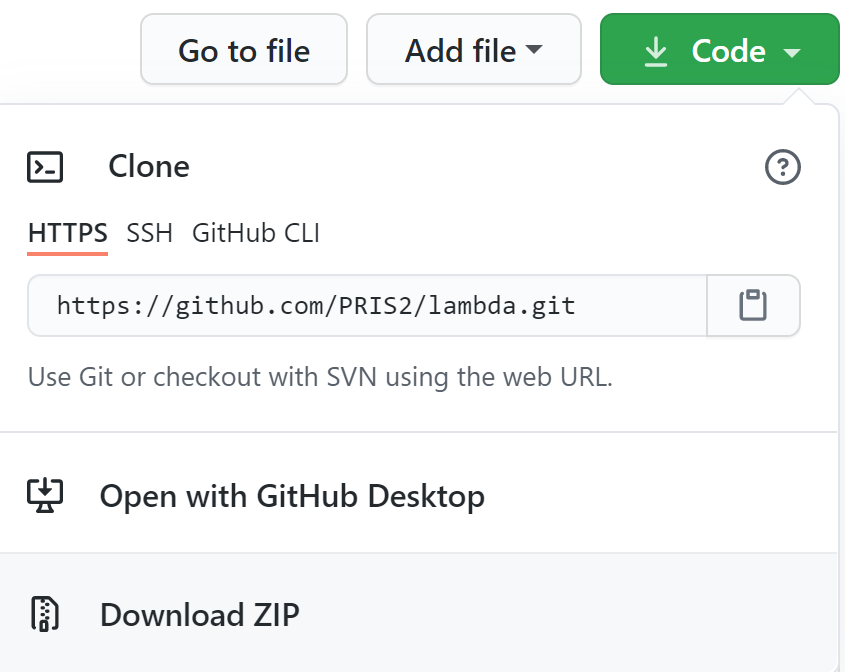 Go to file Add file Code
Clone
HTTPS SSH GitHub CLI
https://github.com/PRIS2/lambda.git
Use Git or checkout with SVN using the web URL.
Open with GitHub Desktop
Download ZIP